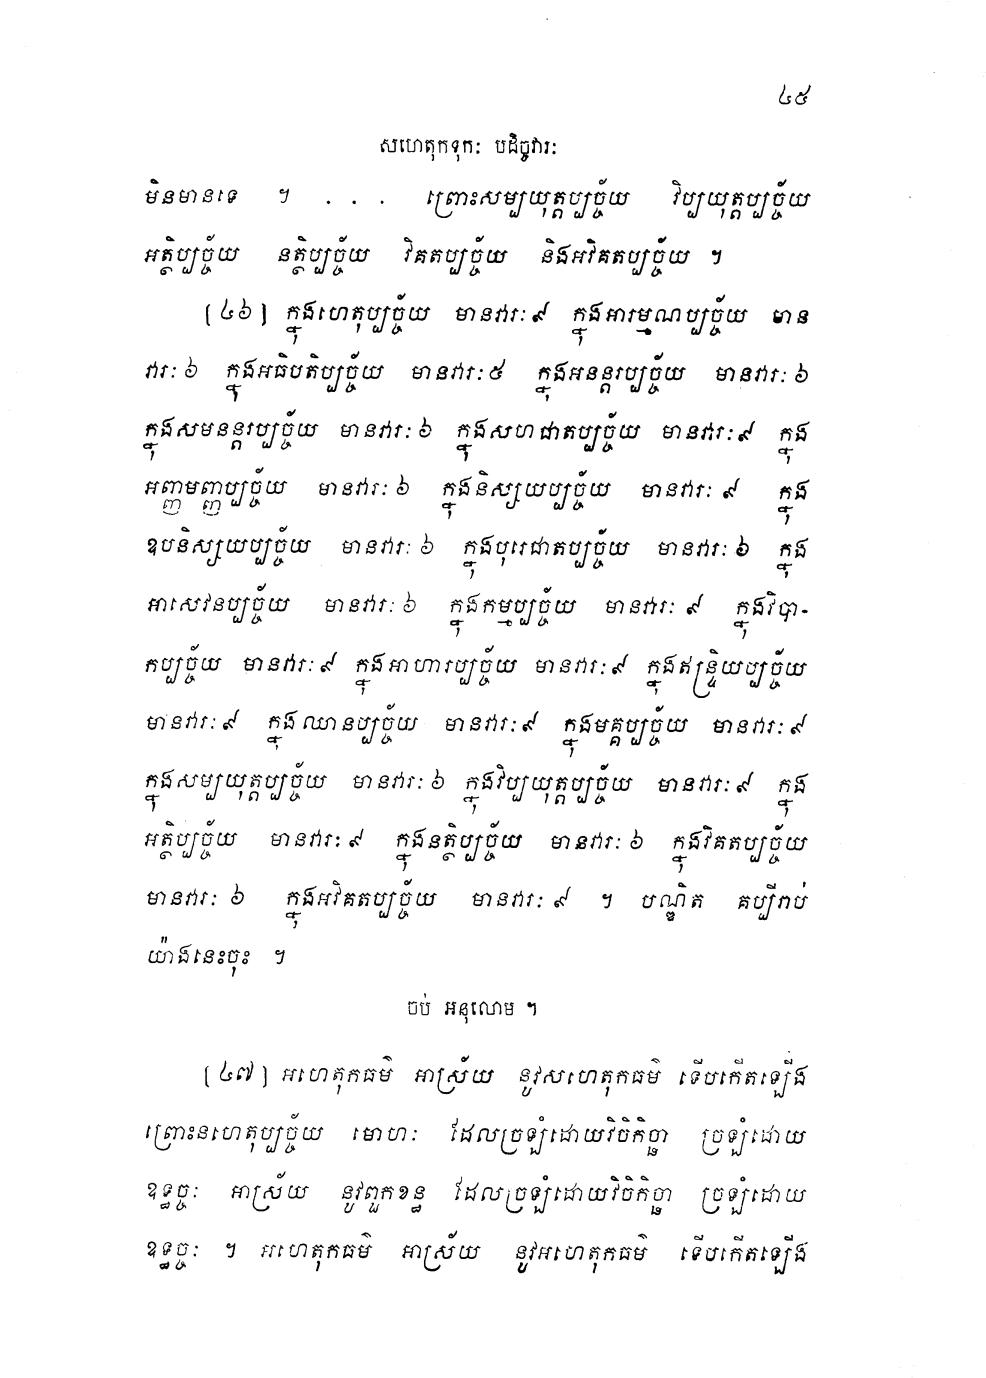 ៤៥
សហេតុកទុកៈ បដិច្ចវារៈ
មិនមានទេ ។ . . . ព្រោះសម្បយុត្តប្បច្ច័យ វិប្បយុត្តប្បច្ច័យ
អត្ថិប្បច្ច័យ នត្ថិប្បច្ច័យ វិគតប្បច្ច័យ និងអវិគតប្បច្ច័យ ។
[៤៦] ក្នុងហេតុប្បច្ច័យ មានវារៈ៩ ក្នុងអារម្មណប្បច្ច័យ មាន
វារៈ៦ ក្នុងអធិបតិប្បច្ច័យ មានវារៈ៥ ក្នុងអនន្តរប្បច្ច័យ មានវារៈ៦
ក្នុងសមនន្តរប្បច្ច័យ មានវារៈ៦ ក្នុងសហជាតប្បច្ច័យ មានវារៈ៩ ក្នុង
អញ្ញាមញ្ញប្បច្ច័យ មានវារៈ៦ ក្នុងនិស្សយប្បច្ច័យ មានវារៈ៩ ក្នុង
ឧបនិស្សយប្បច្ច័យ មានវារៈ៦ ក្នុងបុរេជាតប្បច្ច័យ មានវារៈ៦ ក្នុង
អាសេវនប្បច្ច័យ មានវារៈ៦ ក្នុងកម្មប្បច្ច័យ មានវារៈ៩ ក្នុងវិបា-
កប្បច្ច័យ មានវារៈ៩ ក្នុងអាហារប្បច្ច័យ មានវារៈ៩ ក្នុងឥន្ទ្រិយប្បច្ច័យ
មានវារៈ៩ ក្នុងឈានប្បច្ច័យ មានវារៈ៩ ក្នុងមគ្គប្បច្ច័យ មានវារៈ៩
ក្នុងសម្បយុត្តប្បច្ច័យ មានវារៈ៦ ក្នុងវិប្បយុត្តប្បច្ច័យ មានវារៈ៩ ក្នុង
អត្ថិប្បច្ច័យ មានវារៈ៩ ក្នុងនត្ថិប្បច្ច័យ មានវារៈ៦ ក្នុងវិគតប្បច្ច័យ
មានវារៈ៦ ក្នុងអវិគតប្បច្ច័យ មានវារៈ៩ ។ បណ្ឌិត គប្បីរាប់
យ៉ាងនេះចុះ ។
ចប់ អនុលោម ។
[៤៧] អហេតុកធម៌ អាស្រ័យ នូវសហេតុកធម៌ ទើបកើតឡើង
ព្រោះនហេតុប្បច្ច័យ មោហៈ ដែលច្រឡំដោយវិចិកិច្ឆា ច្រឡំដោយ
ឧទ្ធច្ចៈ អាស្រ័យ នូវពួកខន្ធ ដែលច្រឡំដោយវិចិកិច្ឆា ច្រឡំដោយ
ឧទ្ធច្ចៈ ។ អហេតុកធម៌ អាស្រ័យ នូវអហេតុកធម៌ ទើបកើតឡើង